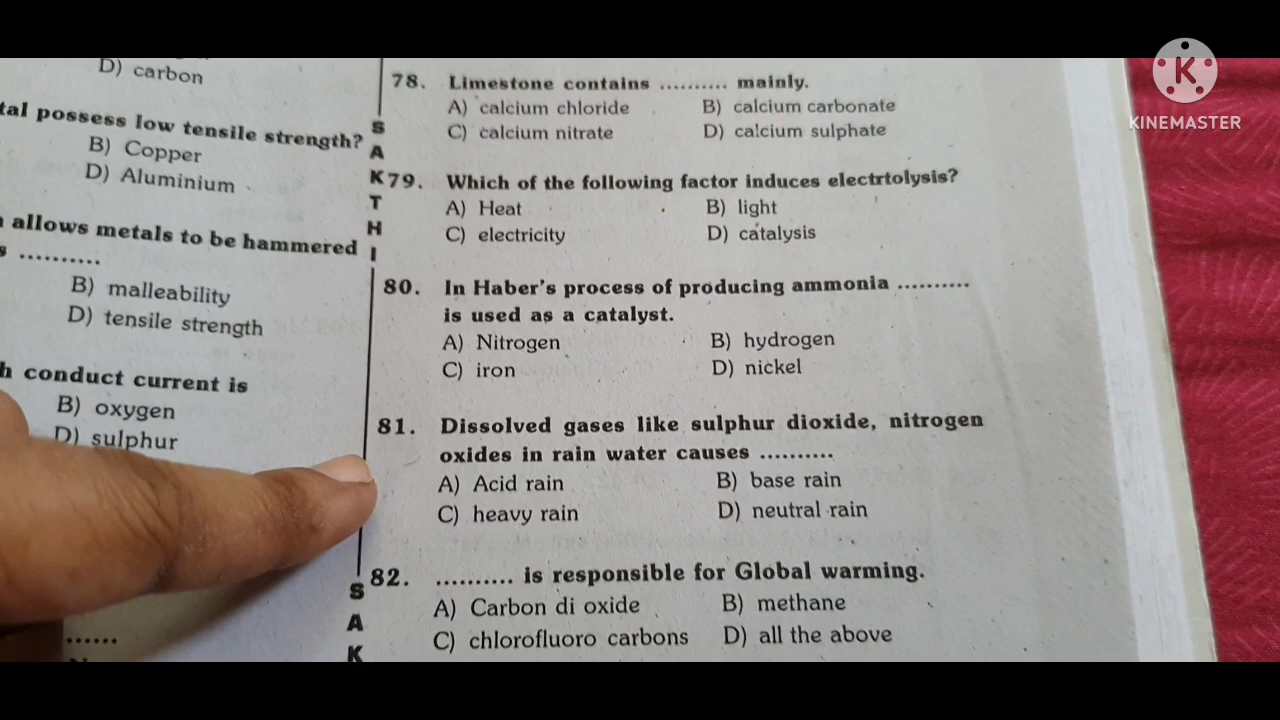 D) carbon
tal possess low tensile strength?
B) Copper
D) Aluminium
allows metals to be hammered
s ..........
B) malleability
D) tensile strength
h conduct current is
B) oxygen
D) sulphur
......
S
A
K
T
H
I
S
A
K
78. Limestone contains .......... mainly.
A) calcium chloride B) calcium carbonate
C) calcium nitrate D) calcium sulphate
79. Which of the following factor induces electrtolysis?
A) Heat B) light
C) electricity D) catalysis
80. In Haber's process of producing ammonia ..........
is used as a catalyst.
A) Nitrogen B) hydrogen
C) iron D) nickel
81. Dissolved gases like sulphur dioxide, nitrogen
oxides in rain water causes ..........
A) Acid rain B) base rain
C) heavy rain D) neutral rain
82. .......... is responsible for Global warming.
A) Carbon di oxide B) methane
C) chlorofluoro carbons D) all the above
K
KINEMASTER